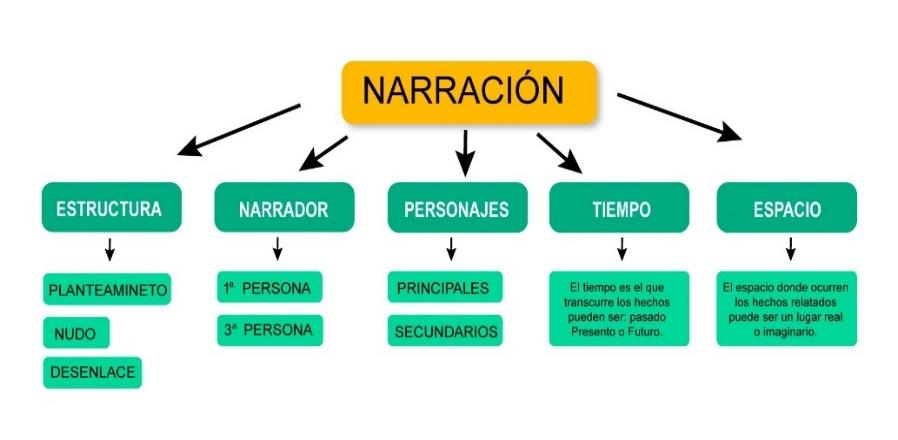 NARRACIÓN
ESTRUCTURA
PLANTEAMINETO
NUDO
DESENLACE
NARRADOR
1ª PERSONA
3ª PERSONA
PERSONAJES
PRINCIPALES
SECUNDARIOS
TIEMPO
El tiempo es el que
transcurre los hechos
pueden ser: pasado
Presento o Futuro.
ESPACIO
El espacio donde ocurren
los hechos relatados
puede ser un lugar real
o imaginario.